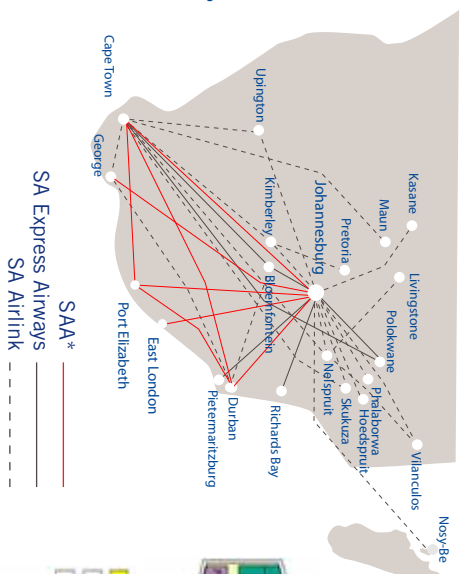 Nosy-Be
Vilanculos
Kasane
Livingstone
Polokwane
Maun
Phalaborwa
Hoedspruit
Skukuza
Pretoria
Nelspruit
Johannesburg
Bloemfontein
Kimberley
Richards Bay
Upington
Durban
Pietermaritzburg
East London
Port Elizabeth
Cape Town
George
SAA*
SA Express Airways
SA Airlink